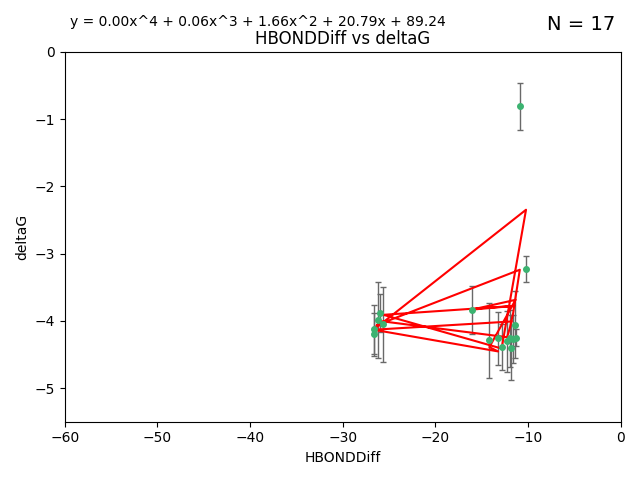 y = 0.00x^4 + 0.06x^3 + 1.66x^2 + 20.79x + 89.24
N = 17
HBONDDiff vs deltaG
0
−1
−2
−3
−4
−5
deltaG
−60 −50 −40 −30 −20 −10 0
HBONDDiff